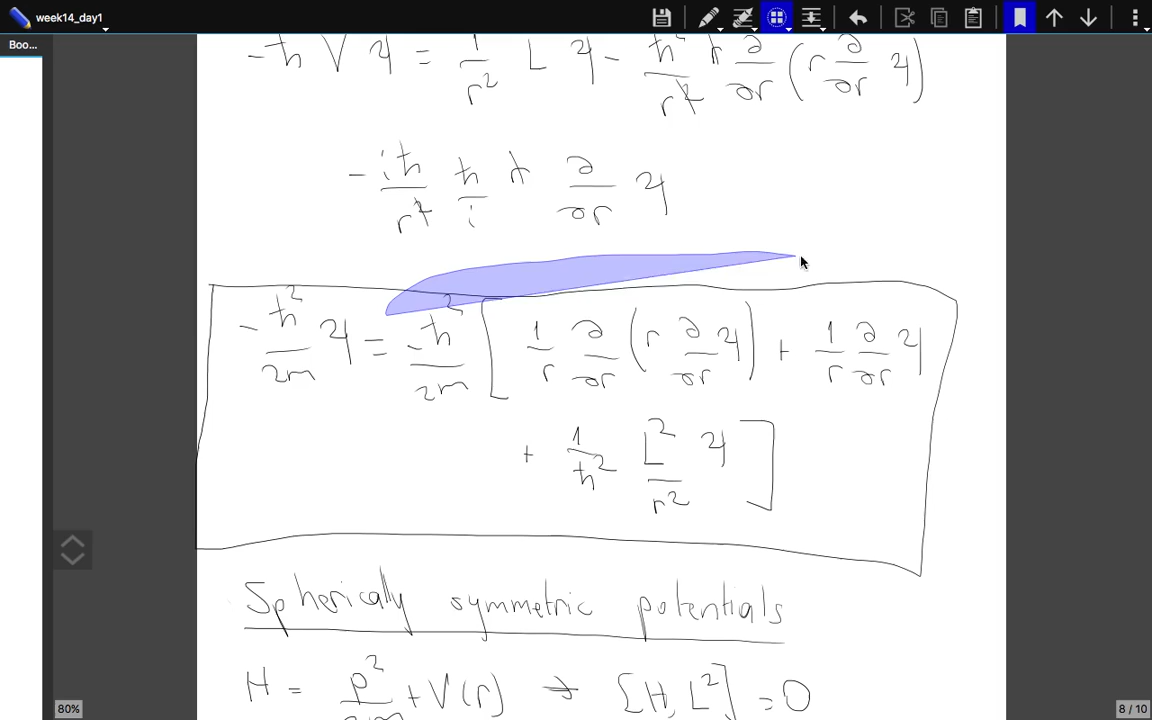 week14_day1
Boo...
-ħ² ∇² ψ = 1/r² L² ψ - ħ²/r² r ∂/∂r (r ∂/∂r ψ)
- iħ/r² ħ/i r ∂/∂r ψ
-ħ²/2m ψ = -ħ²/2m [ 1/r ∂/∂r (r ∂/∂r ψ) + 1/r ∂/∂r ψ
+ 1/ħ² L²/r² ψ ]
Spherically symmetric potentials
H = p²/2m + V(r) → [H, L²] = 0
80%
8 / 10